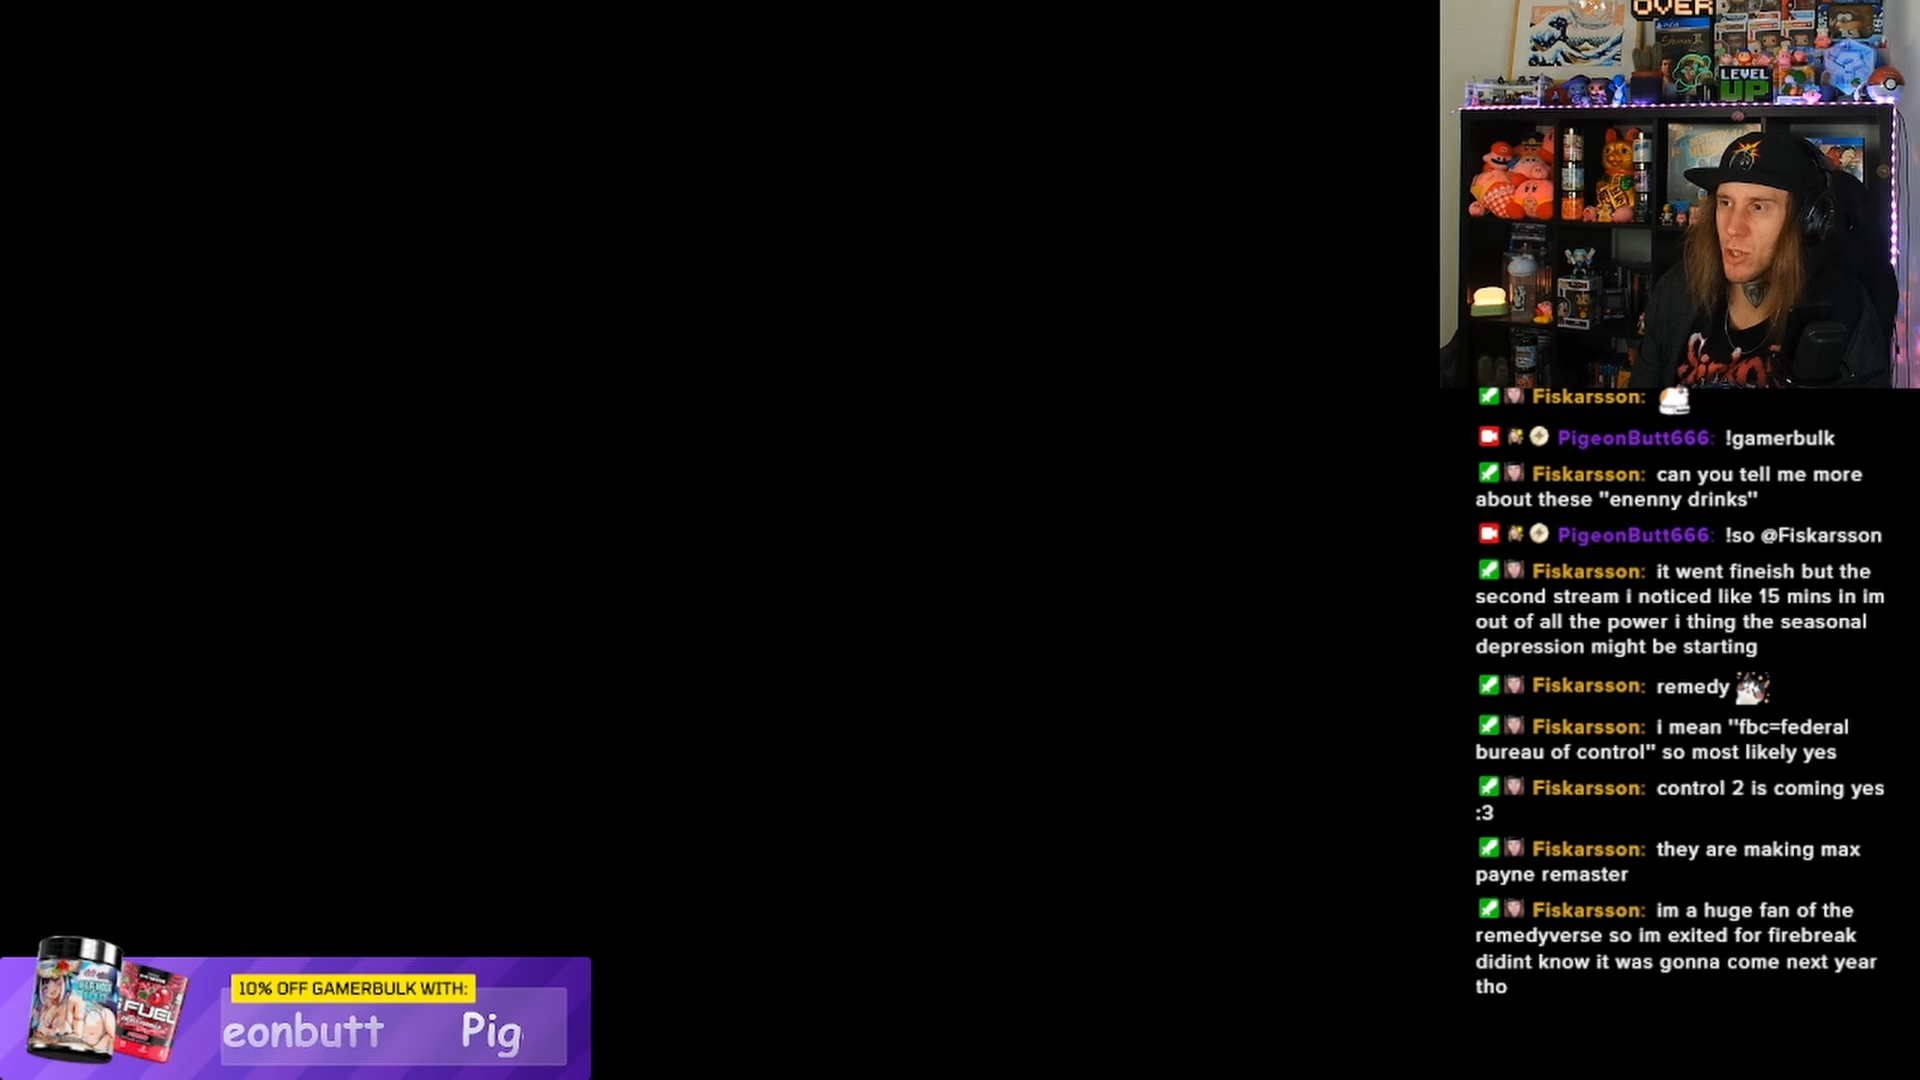 OVER
LEVEL
UP
Fiskarsson:
PigeonButt666: !gamerbulk
Fiskarsson: can you tell me more
about these "enenny drinks"
PigeonButt666: !so @Fiskarsson
Fiskarsson: it went fineish but the
second stream i noticed like 15 mins in im
out of all the power i thing the seasonal
depression might be starting
Fiskarsson: remedy
Fiskarsson: i mean "fbc=federal
bureau of control" so most likely yes
Fiskarsson: control 2 is coming yes
:3
Fiskarsson: they are making max
payne remaster
Fiskarsson: im a huge fan of the
remedyverse so im exited for firebreak
didint know it was gonna come next year
tho
10% OFF GAMERBULK WITH:
eonbutt Pig
FUEL